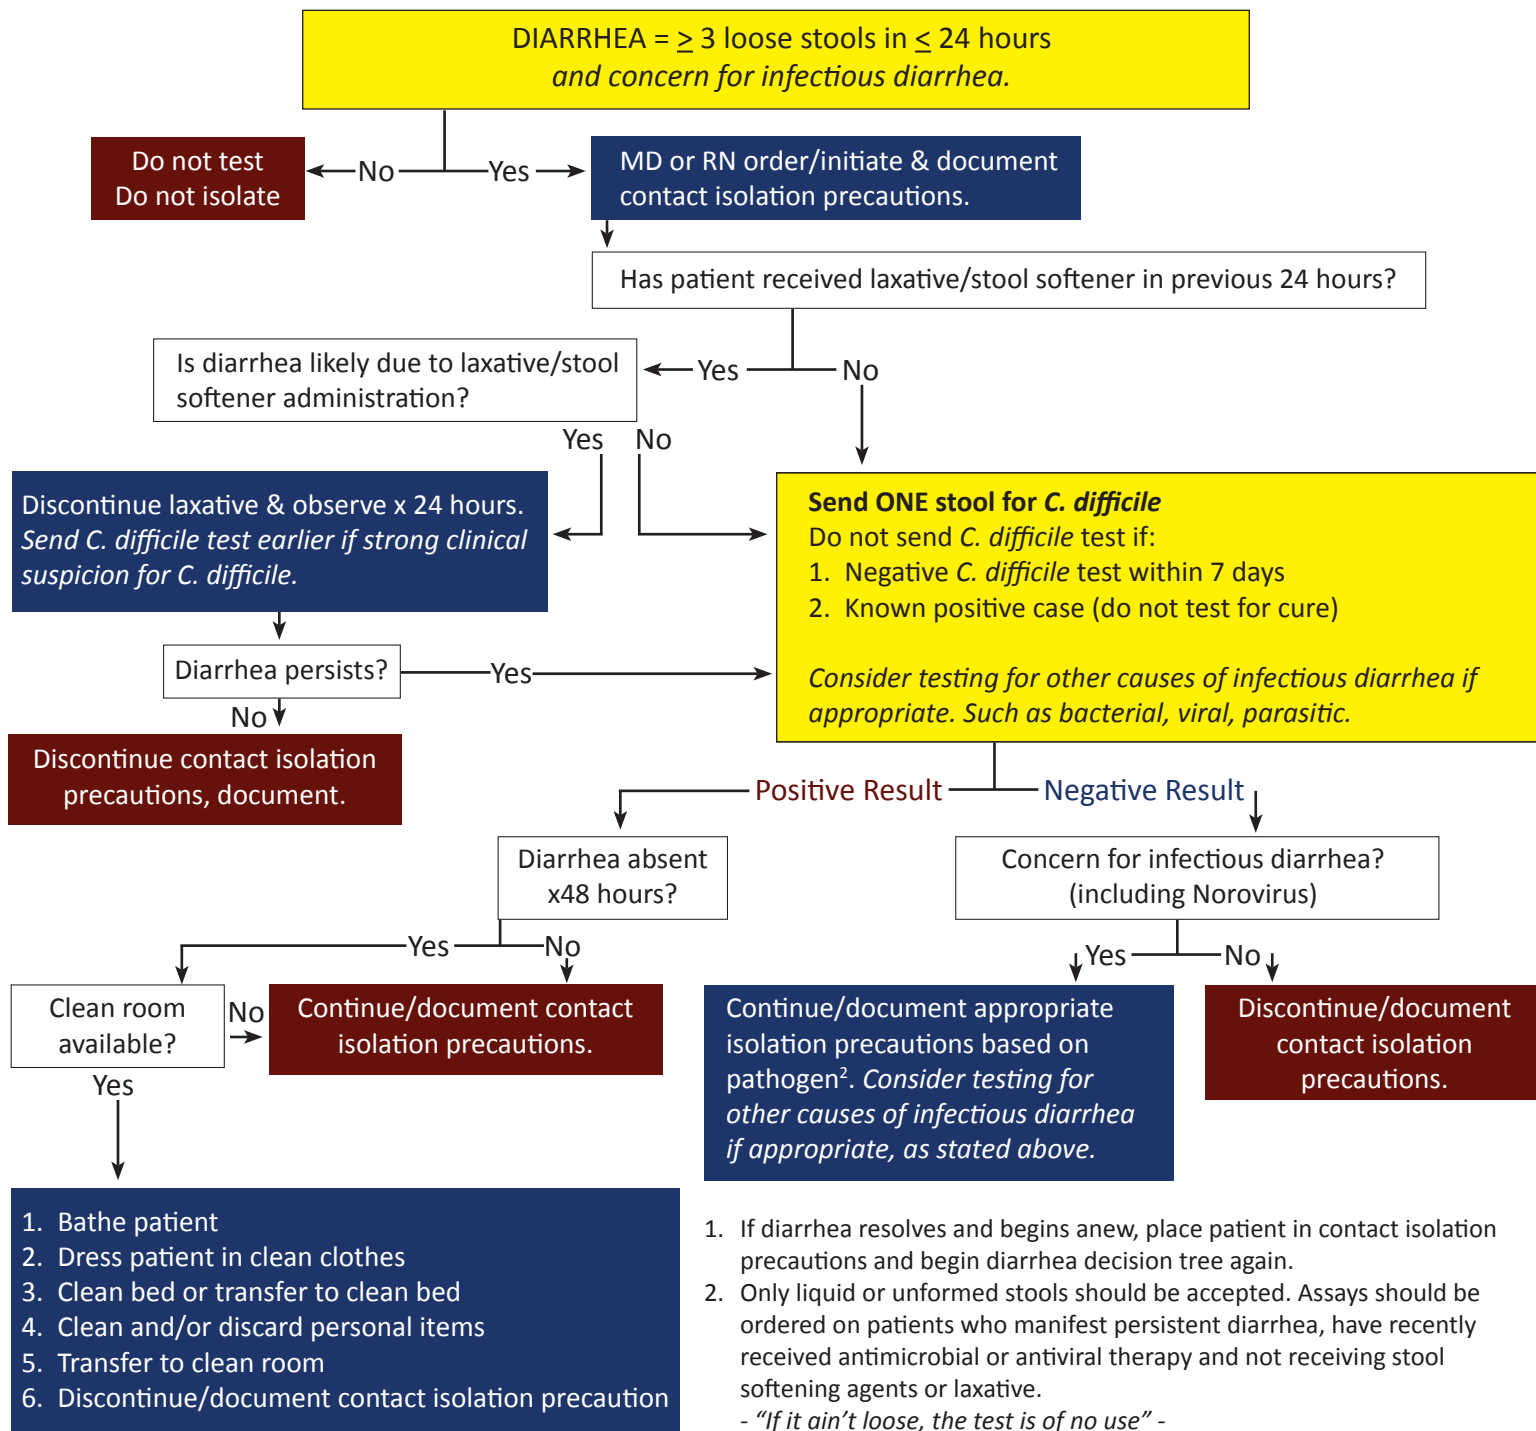 DIARRHEA = ≥ 3 loose stools in ≤ 24 hours
and concern for infectious diarrhea.
Do not test
Do not isolate
No
Yes
MD or RN order/initiate & document
contact isolation precautions.
Has patient received laxative/stool softener in previous 24 hours?
Is diarrhea likely due to laxative/stool
softener administration?
Yes
No
Yes
No
Discontinue laxative & observe x 24 hours.
Send C. difficile test earlier if strong clinical
suspicion for C. difficile.
Send ONE stool for C. difficile
Do not send C. difficile test if:
1. Negative C. difficile test within 7 days
2. Known positive case (do not test for cure)
Consider testing for other causes of infectious diarrhea if
appropriate. Such as bacterial, viral, parasitic.
Diarrhea persists?
Yes
No
Discontinue contact isolation
precautions, document.
Positive Result
Negative Result
Diarrhea absent
x48 hours?
Concern for infectious diarrhea?
(including Norovirus)
Yes
No
Yes
No
Clean room
available?
No
Continue/document contact
isolation precautions.
Continue/document appropriate
isolation precautions based on
pathogen². Consider testing for
other causes of infectious diarrhea
if appropriate, as stated above.
Discontinue/document
contact isolation
precautions.
Yes
1. Bathe patient
2. Dress patient in clean clothes
3. Clean bed or transfer to clean bed
4. Clean and/or discard personal items
5. Transfer to clean room
6. Discontinue/document contact isolation precaution
1. If diarrhea resolves and begins anew, place patient in contact isolation
precautions and begin diarrhea decision tree again.
2. Only liquid or unformed stools should be accepted. Assays should be
ordered on patients who manifest persistent diarrhea, have recently
received antimicrobial or antiviral therapy and not receiving stool
softening agents or laxative.
- “If it ain’t loose, the test is of no use” -